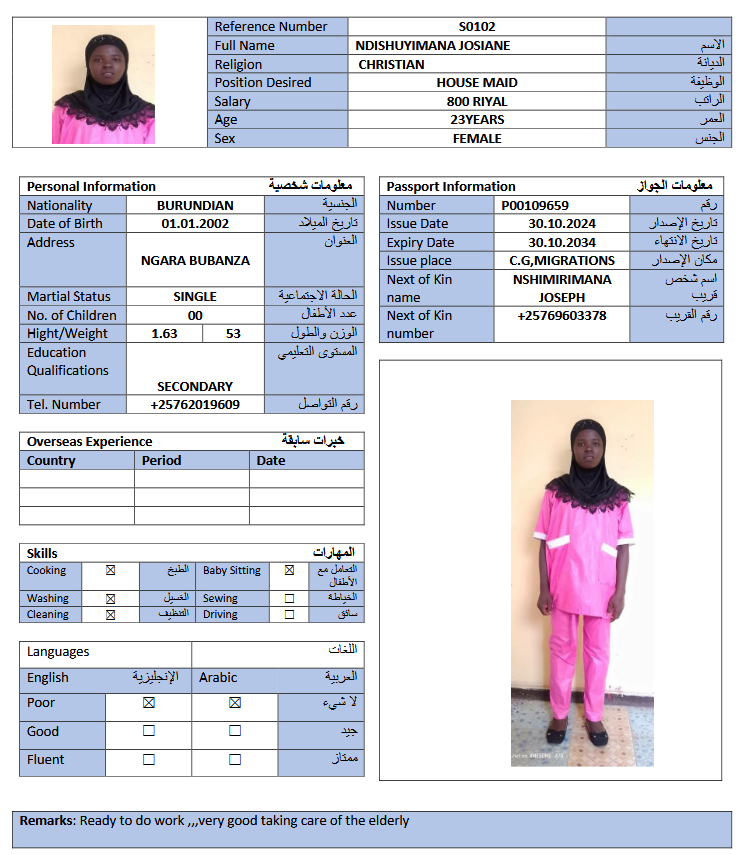 Reference Number S0102
Full Name NDISHUYIMANA JOSIANE الاسم
Religion CHRISTIAN الديانة
Position Desired HOUSE MAID الوظيفة
Salary 800 RIYAL الراتب
Age 23YEARS العمر
Sex FEMALE الجنس
Personal Information معلومات شخصية
Nationality BURUNDIAN الجنسية
Date of Birth 01.01.2002 تاريخ الميلاد
Address العنوان
NGARA BUBANZA
Martial Status SINGLE الحالة الاجتماعية
No. of Children 00 عدد الأطفال
Hight/Weight 1.63 53 الوزن والطول
Education المستوى التعليمي
Qualifications
SECONDARY
Tel. Number +25762019609 رقم التواصل
Passport Information معلومات الجواز
Number P00109659 رقم
Issue Date 30.10.2024 تاريخ الإصدار
Expiry Date 30.10.2034 تاريخ الانتهاء
Issue place C.G,MIGRATIONS مكان الإصدار
Next of Kin NSHIMIRIMANA اسم شخص
name JOSEPH قريب
Next of Kin +25769603378 رقم القريب
number
Overseas Experience خبرات سابقة
Country Period Date
Skills المهارات
Cooking ☒ الطبخ Baby Sitting ☒ التعامل مع
الأطفال
Washing ☒ الغسيل Sewing ☐ الخياطة
Cleaning ☒ التنظيف Driving ☐ سائق
Languages اللغات
English الإنجليزية Arabic العربية
Poor ☒ ☒ لا شيء
Good ☐ ☐ جيد
Fluent ☐ ☐ ممتاز
Remarks: Ready to do work ,,,very good taking care of the elderly